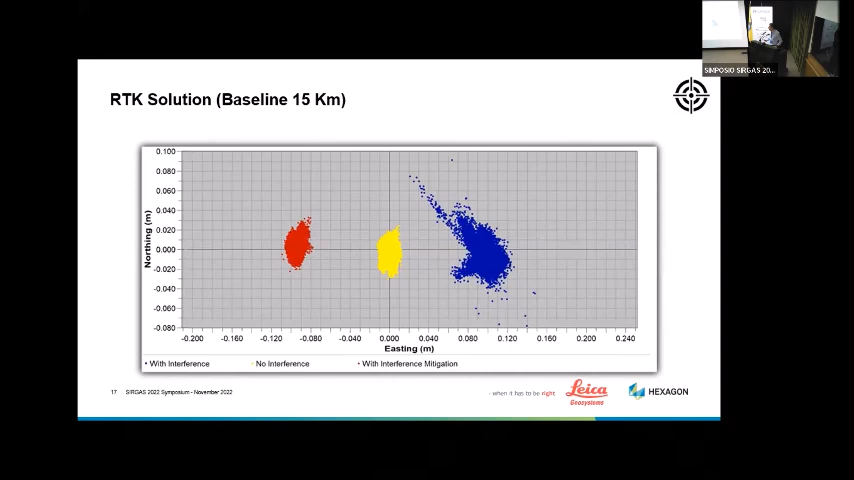 SIMPOSIO SIRGAS 20...
RTK Solution (Baseline 15 Km)
0.100
0.080
0.060
0.040
0.020
0.000
-0.020
-0.040
-0.060
-0.080
Northing (m)
-0.200 -0.160 -0.120 -0.080 -0.040 0.000 0.040 0.080 0.120 0.160 0.200 0.240
Easting (m)
With Interference No Interference With Interference Mitigation
17 SIRGAS 2022 Symposium - November 2022
- when it has to be right
Leica
Geosystems
HEXAGON